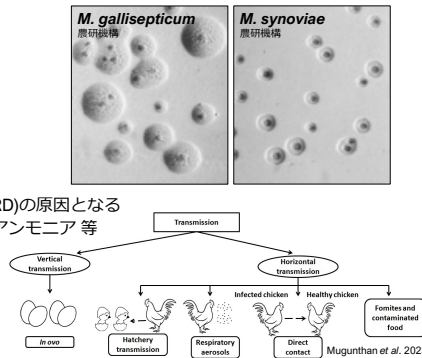 M. gallisepticum
農研機構
M. synoviae
農研機構
RD)の原因となる
アンモニア 等
Transmission
Vertical
transmission
Horizontal
transmission
Infected chicken
Healthy chicken
In ovo
Hatchery
transmission
Respiratory
aerosols
Direct
contact
Fomites and
contaminated
food
Mugunthan et al. 202